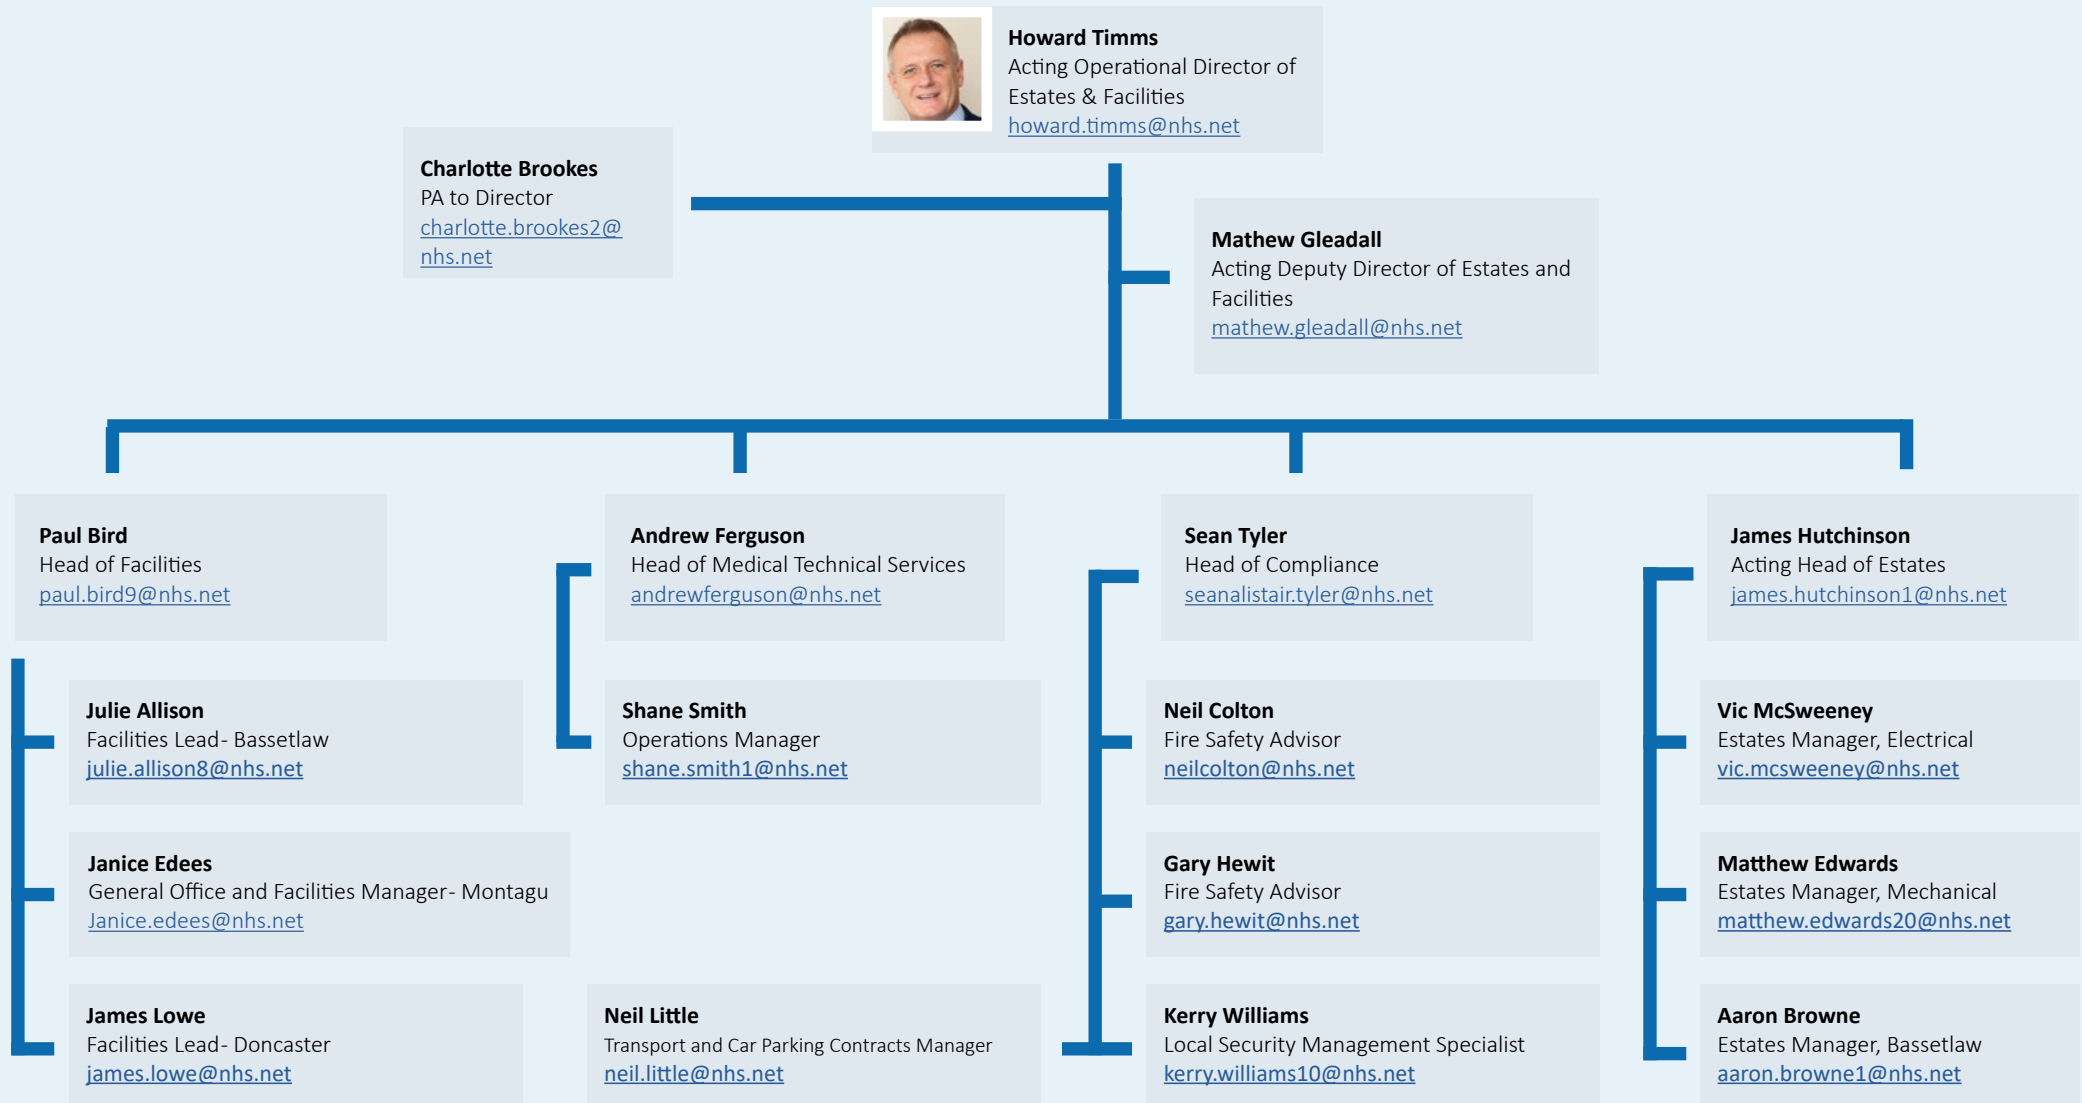 Howard Timms
Acting Operational Director of
Estates & Facilities
howard.timms@nhs.net
Charlotte Brookes
PA to Director
charlotte.brookes2@
nhs.net
Mathew Gleadall
Acting Deputy Director of Estates and
Facilities
mathew.gleadall@nhs.net
Paul Bird
Head of Facilities
paul.bird9@nhs.net
Andrew Ferguson
Head of Medical Technical Services
andrewferguson@nhs.net
Sean Tyler
Head of Compliance
seanalistair.tyler@nhs.net
James Hutchinson
Acting Head of Estates
james.hutchinson1@nhs.net
Julie Allison
Facilities Lead- Bassetlaw
julie.allison8@nhs.net
Shane Smith
Operations Manager
shane.smith1@nhs.net
Neil Colton
Fire Safety Advisor
neilcolton@nhs.net
Vic McSweeney
Estates Manager, Electrical
vic.mcsweeney@nhs.net
Janice Edees
General Office and Facilities Manager- Montagu
Janice.edees@nhs.net
Gary Hewit
Fire Safety Advisor
gary.hewit@nhs.net
Matthew Edwards
Estates Manager, Mechanical
matthew.edwards20@nhs.net
James Lowe
Facilities Lead- Doncaster
james.lowe@nhs.net
Neil Little
Transport and Car Parking Contracts Manager
neil.little@nhs.net
Kerry Williams
Local Security Management Specialist
kerry.williams10@nhs.net
Aaron Browne
Estates Manager, Bassetlaw
aaron.browne1@nhs.net